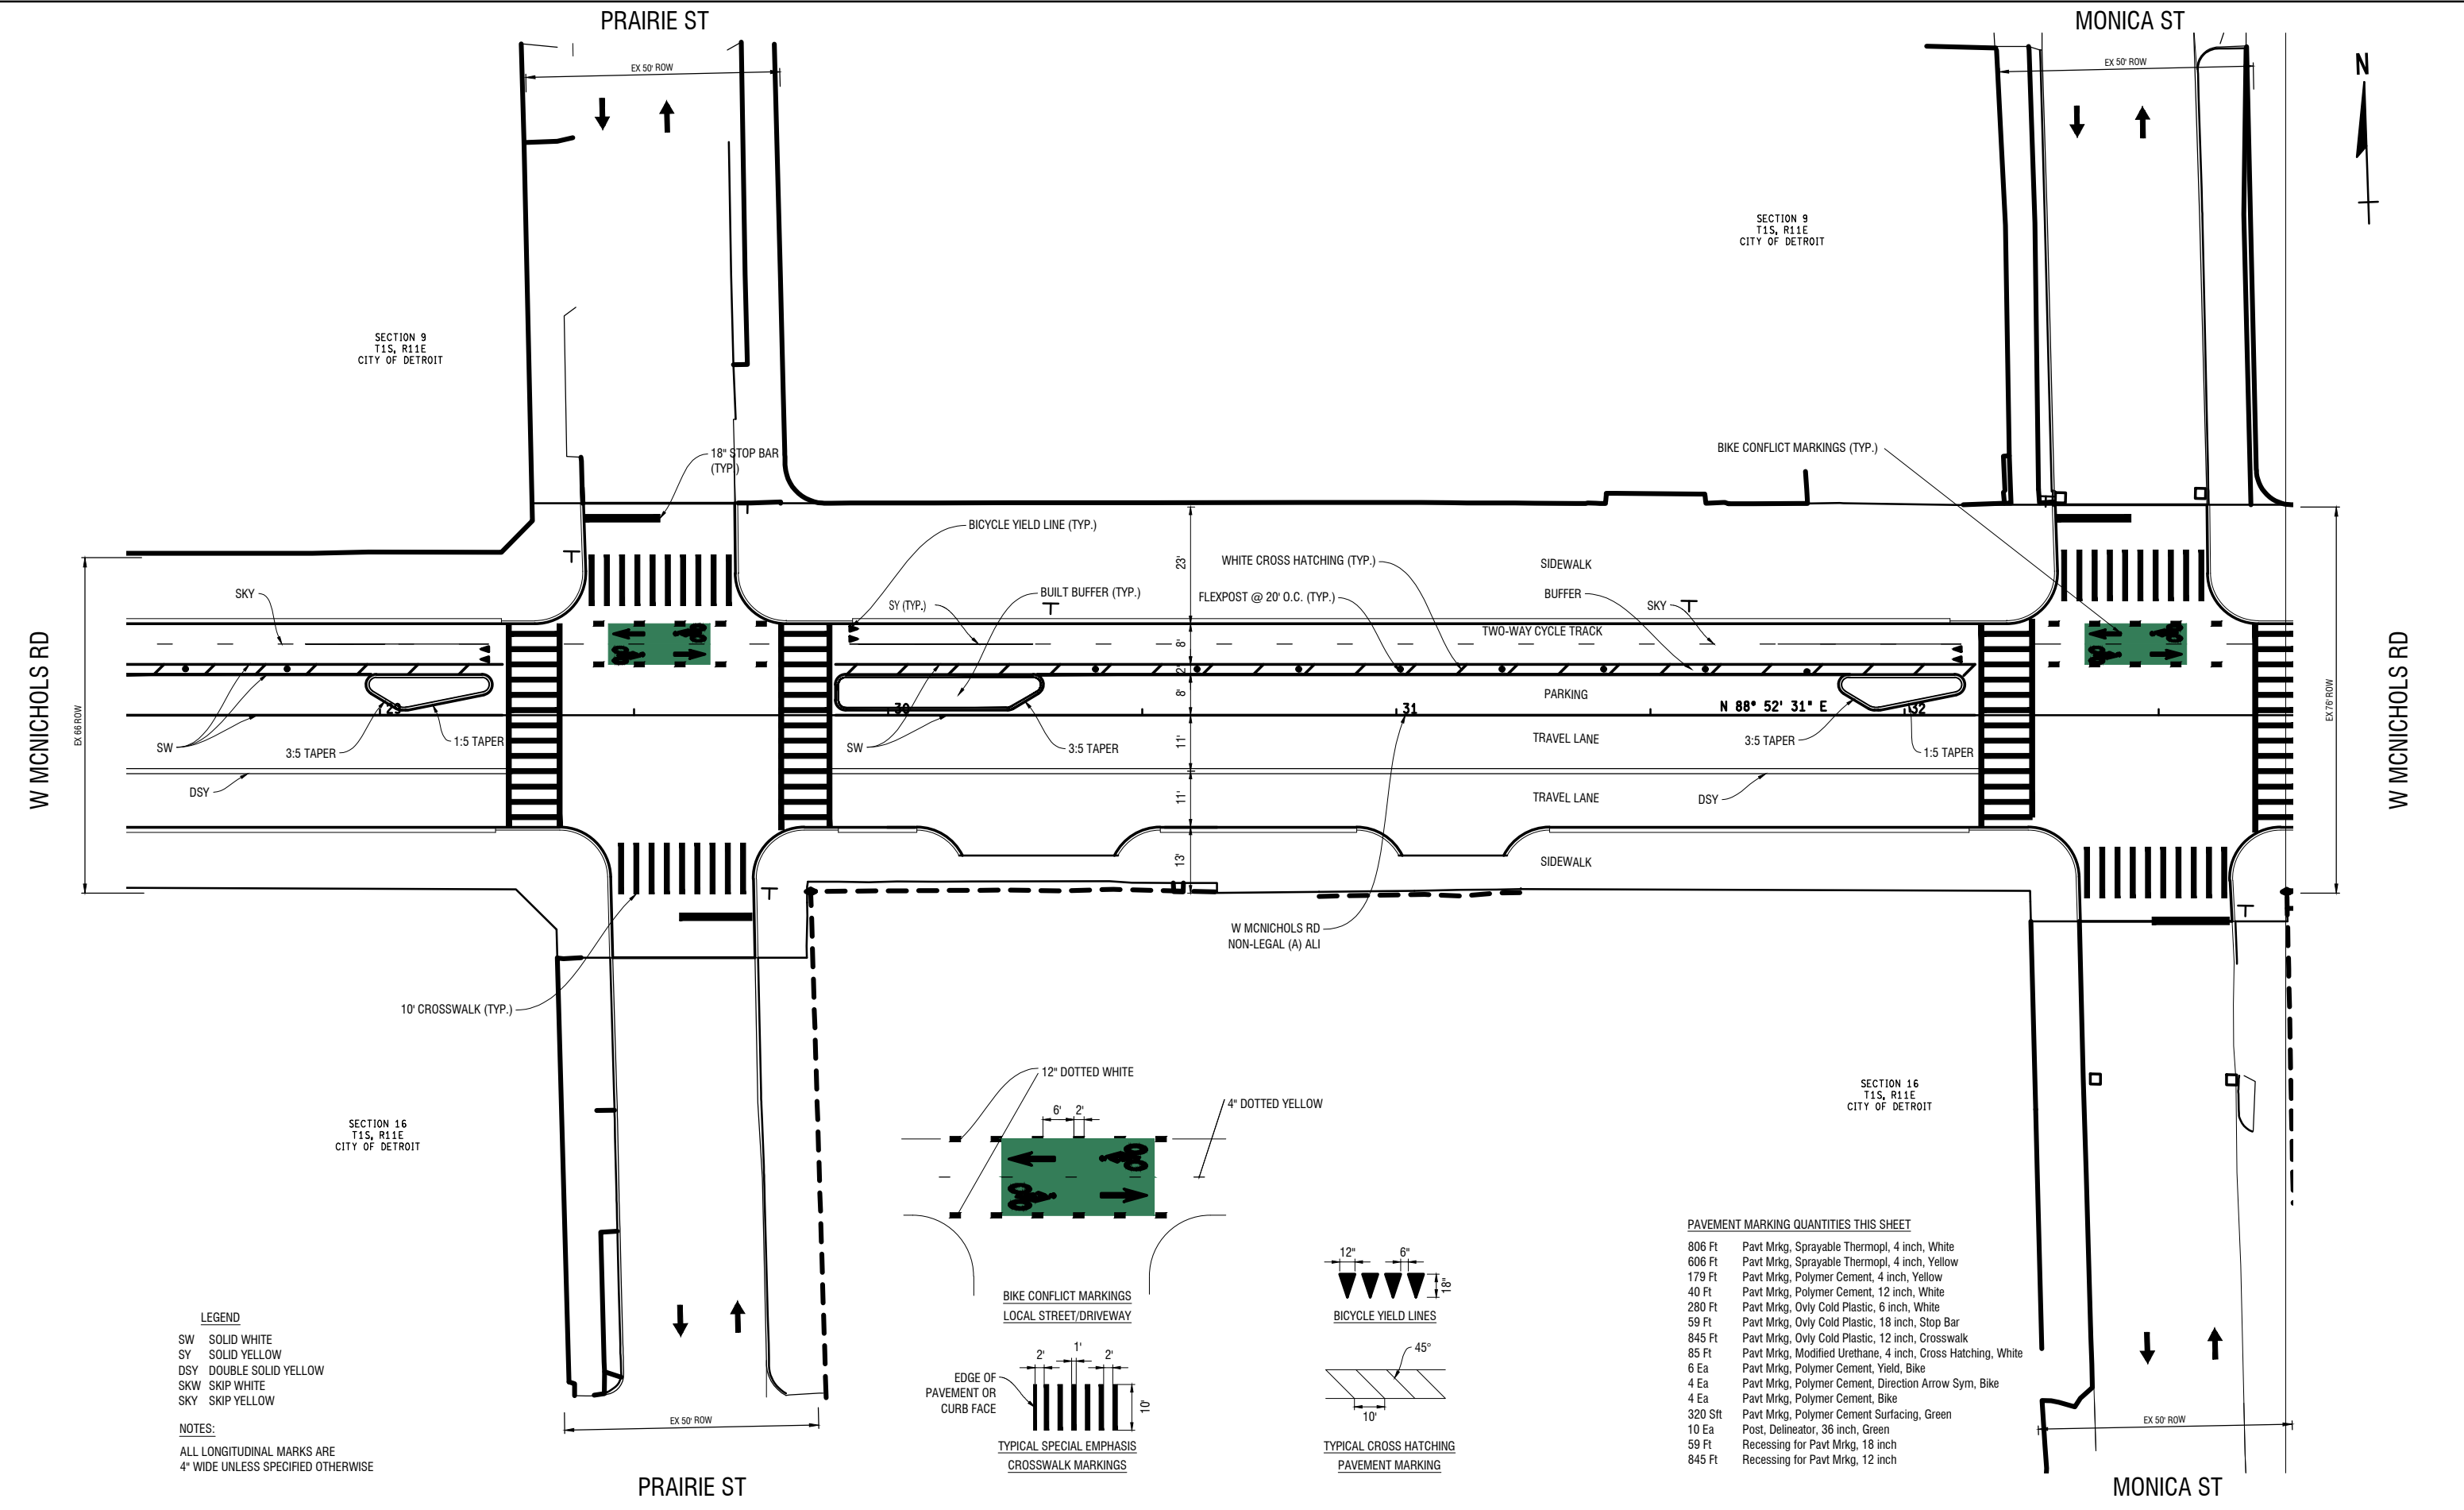 PRAIRIE ST
MONICA ST
EX 50' ROW
EX 50' ROW
N
SECTION 9
T1S, R11E
CITY OF DETROIT
SECTION 9
T1S, R11E
CITY OF DETROIT
18" STOP BAR
(TYP.)
BIKE CONFLICT MARKINGS (TYP.)
BICYCLE YIELD LINE (TYP.)
WHITE CROSS HATCHING (TYP.)
SIDEWALK
23'
SKY
BUILT BUFFER (TYP.)
SY (TYP.)
FLEXPOST @ 20' O.C. (TYP.)
BUFFER
SKY
TWO-WAY CYCLE TRACK
8'
2'
8'
PARKING
W MCNICHOLS RD
EX 66 ROW
29
30
31
N 88° 52' 31" E
32
EX 76' ROW
W MCNICHOLS RD
SW
3:5 TAPER
1:5 TAPER
SW
3:5 TAPER
11'
TRAVEL LANE
3:5 TAPER
1:5 TAPER
DSY
11'
TRAVEL LANE
DSY
13'
SIDEWALK
W MCNICHOLS RD
NON-LEGAL (A) ALI
10' CROSSWALK (TYP.)
SECTION 16
T1S, R11E
CITY OF DETROIT
SECTION 16
T1S, R11E
CITY OF DETROIT
12" DOTTED WHITE
6'
2'
4" DOTTED YELLOW
BIKE CONFLICT MARKINGS
LOCAL STREET/DRIVEWAY
12"
6"
18"
BICYCLE YIELD LINES
2'
1'
2'
EDGE OF
PAVEMENT OR
CURB FACE
10'
TYPICAL SPECIAL EMPHASIS
CROSSWALK MARKINGS
45°
10'
TYPICAL CROSS HATCHING
PAVEMENT MARKING
PAVEMENT MARKING QUANTITIES THIS SHEET
806 Ft Pavt Mrkg, Sprayable Thermopl, 4 inch, White
606 Ft Pavt Mrkg, Sprayable Thermopl, 4 inch, Yellow
179 Ft Pavt Mrkg, Polymer Cement, 4 inch, Yellow
40 Ft Pavt Mrkg, Polymer Cement, 12 inch, White
280 Ft Pavt Mrkg, Ovly Cold Plastic, 6 inch, White
59 Ft Pavt Mrkg, Ovly Cold Plastic, 18 inch, Stop Bar
845 Ft Pavt Mrkg, Ovly Cold Plastic, 12 inch, Crosswalk
85 Ft Pavt Mrkg, Modified Urethane, 4 inch, Cross Hatching, White
6 Ea Pavt Mrkg, Polymer Cement, Yield, Bike
4 Ea Pavt Mrkg, Polymer Cement, Direction Arrow Sym, Bike
4 Ea Pavt Mrkg, Polymer Cement, Bike
320 Sft Pavt Mrkg, Polymer Cement Surfacing, Green
10 Ea Post, Delineator, 36 inch, Green
59 Ft Recessing for Pavt Mrkg, 18 inch
845 Ft Recessing for Pavt Mrkg, 12 inch
LEGEND
SW SOLID WHITE
SY SOLID YELLOW
DSY DOUBLE SOLID YELLOW
SKW SKIP WHITE
SKY SKIP YELLOW
NOTES:
ALL LONGITUDINAL MARKS ARE
4" WIDE UNLESS SPECIFIED OTHERWISE
EX 50' ROW
EX 50' ROW
PRAIRIE ST
MONICA ST